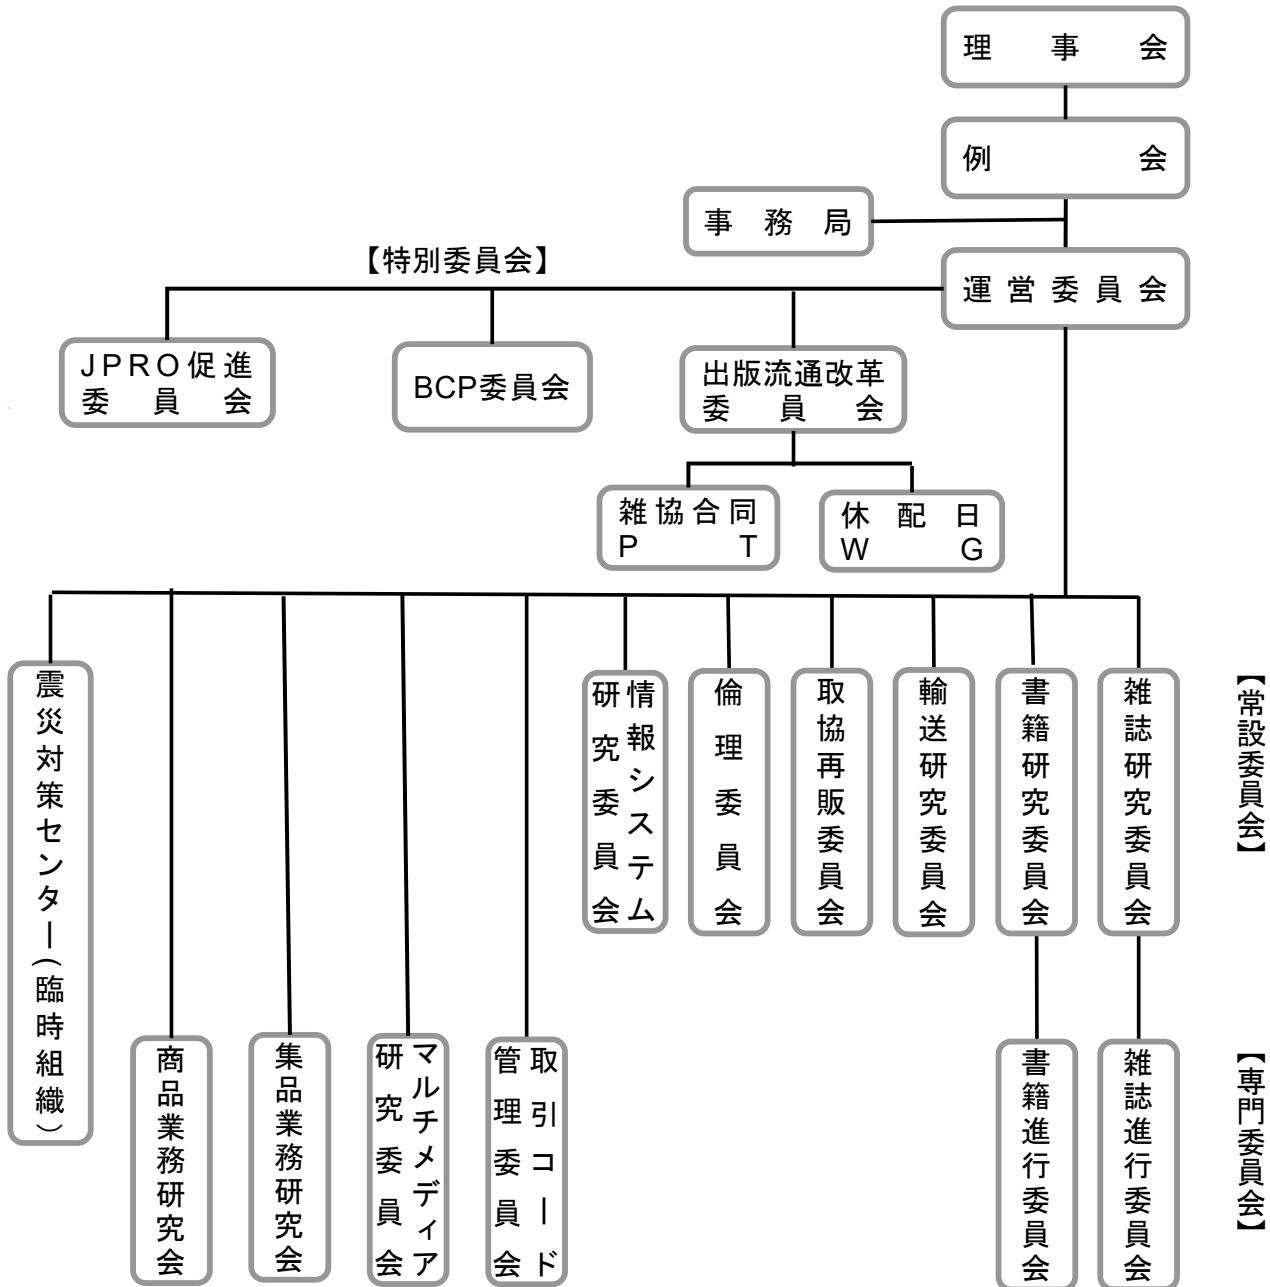 理事会
例会
事務局
運営委員会
【特別委員会】
JPRO促進
委員会
BCP委員会
出版流通改革
委員会
雑協合同
PT
休配日
WG
【常設委員会】
雑誌研究委員会
書籍研究委員会
輸送研究委員会
取協再販委員会
倫理委員会
情報システム
研究委員会
震災対策センター(臨時組織)
【専門委員会】
雑誌進行委員会
書籍進行委員会
取引コード
管理委員会
マルチメディア
研究委員会
集品業務研究会
商品業務研究会